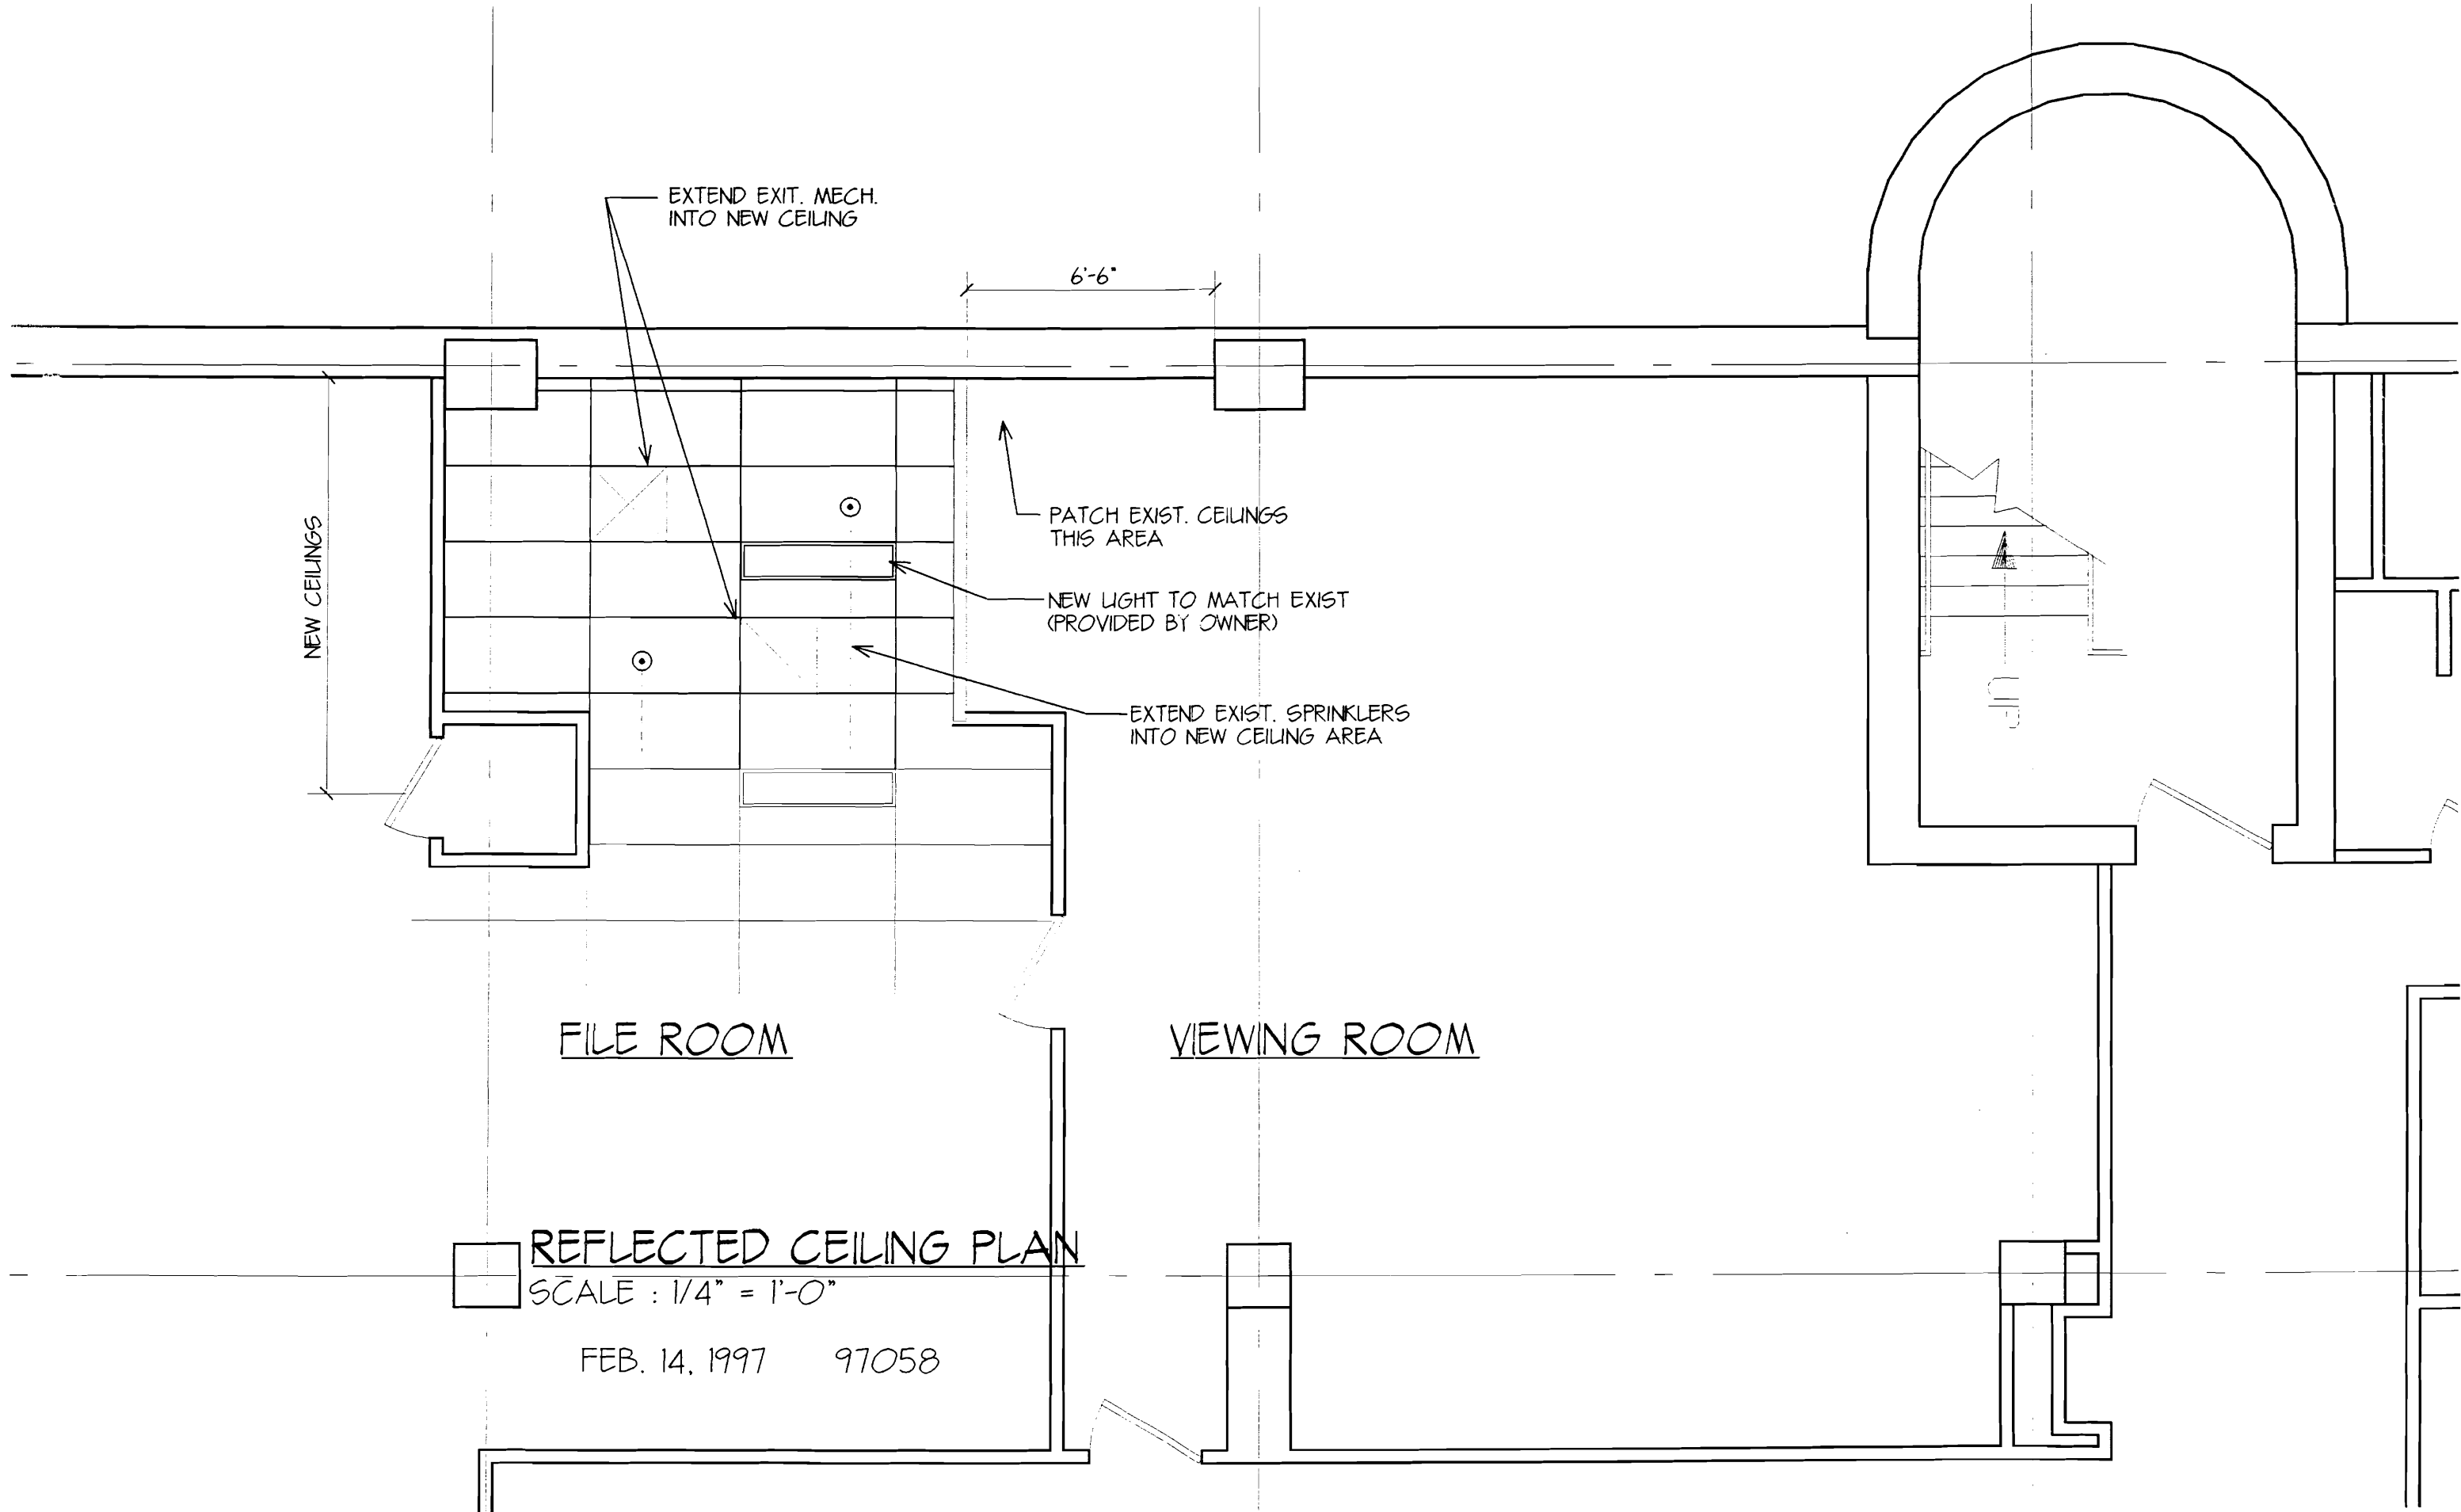 EXTEND EXIT. MECH.
INTO NEW CEILING
6'-6"
NEW CEILINGS
PATCH EXIST. CEILINGS
THIS AREA
NEW LIGHT TO MATCH EXIST
(PROVIDED BY OWNER)
EXTEND EXIST. SPRINKLERS
INTO NEW CEILING AREA
UP
FILE ROOM
VIEWING ROOM
REFLECTED CEILING PLAN
SCALE : 1/4" = 1'-0"
FEB. 14, 1997 97058